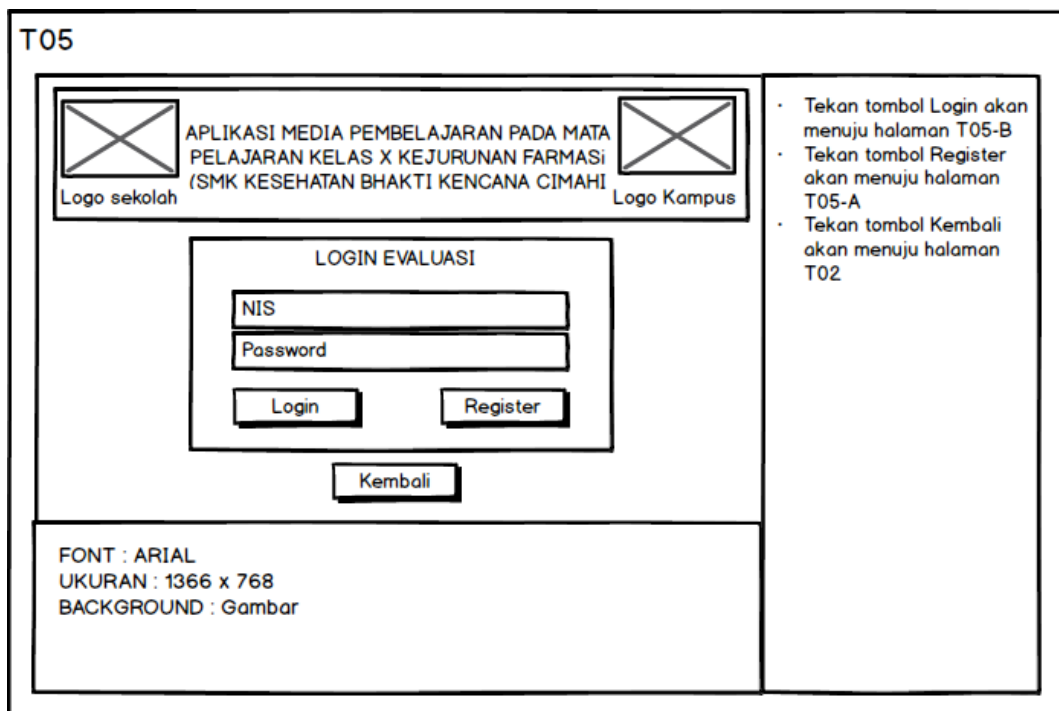 T05
APLIKASI MEDIA PEMBELAJARAN PADA MATA
PELAJARAN KELAS X KEJURUNAN FARMASi
(SMK KESEHATAN BHAKTI KENCANA CIMAHI
Logo sekolah
Logo Kampus
LOGIN EVALUASI
NIS
Password
Login
Register
Kembali
· Tekan tombol Login akan
menuju halaman T05-B
· Tekan tombol Register
akan menuju halaman
T05-A
· Tekan tombol Kembali
akan menuju halaman
T02
FONT : ARIAL
UKURAN : 1366 x 768
BACKGROUND : Gambar